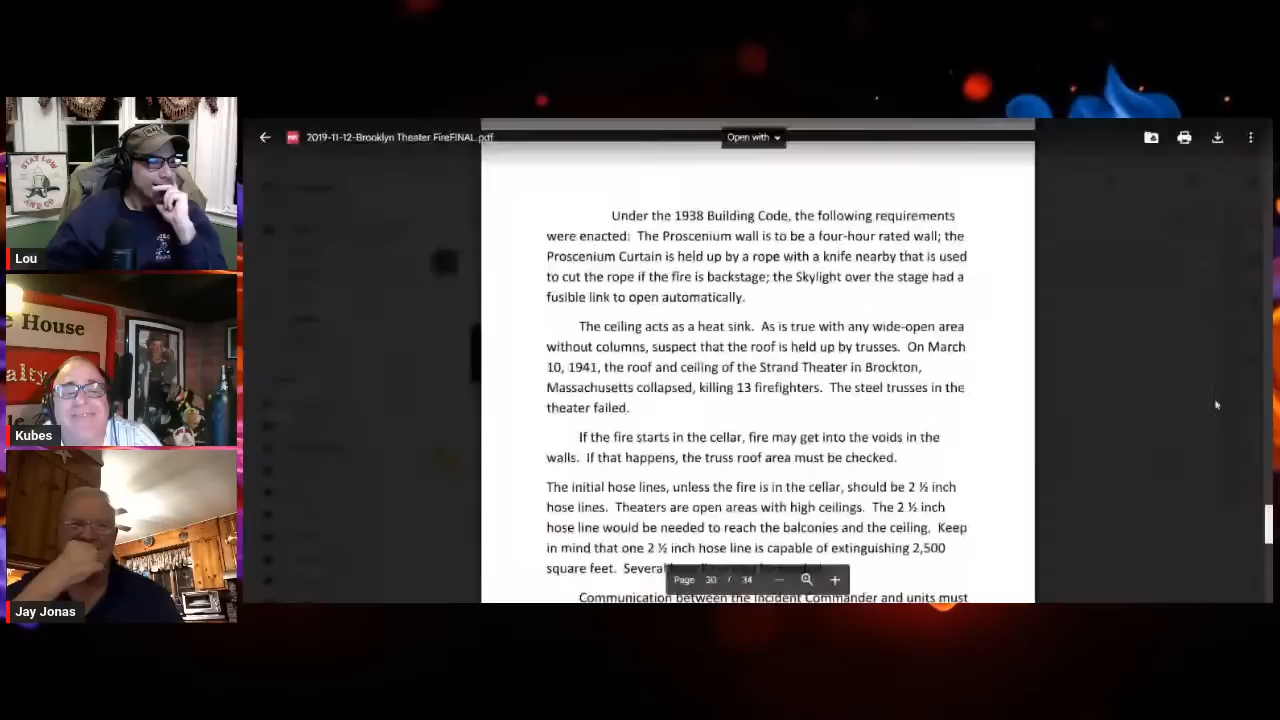 2019-11-12-Brooklyn Theater FireFINAL.pdf
Open with
STAY LOW
AND GO
Lou
e House
alty
Kubes
Jay Jonas
Under the 1938 Building Code, the following requirements
were enacted: The Proscenium wall is to be a four-hour rated wall; the
Proscenium Curtain is held up by a rope with a knife nearby that is used
to cut the rope if the fire is backstage; the Skylight over the stage had a
fusible link to open automatically.
The ceiling acts as a heat sink. As is true with any wide-open area
without columns, suspect that the roof is held up by trusses. On March
10, 1941, the roof and ceiling of the Strand Theater in Brockton,
Massachusetts collapsed, killing 13 firefighters. The steel trusses in the
theater failed.
If the fire starts in the cellar, fire may get into the voids in the
walls. If that happens, the truss roof area must be checked.
The initial hose lines, unless the fire is in the cellar, should be 2 ½ inch
hose lines. Theaters are open areas with high ceilings. The 2 ½ inch
hose line would be needed to reach the balconies and the ceiling. Keep
in mind that one 2 ½ inch hose line is capable of extinguishing 2,500
square feet. Several
Page 30 / 34
Communication between the Incident Commander and units must